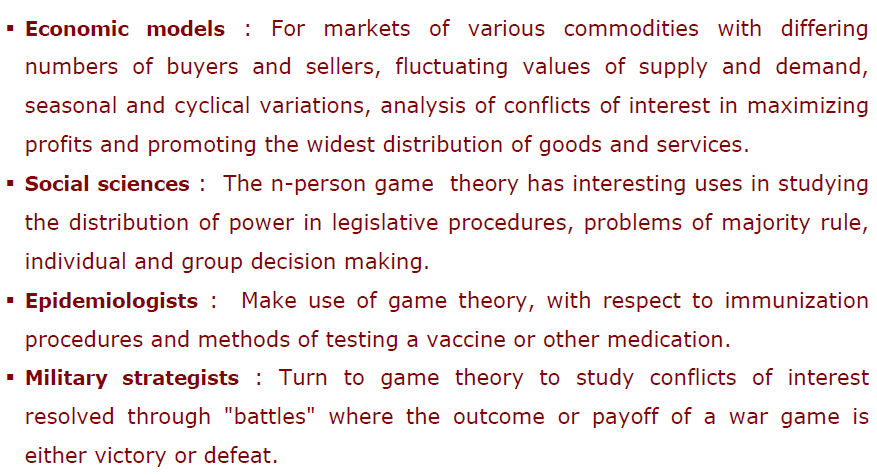 ▪ Economic models : For markets of various commodities with differing
numbers of buyers and sellers, fluctuating values of supply and demand,
seasonal and cyclical variations, analysis of conflicts of interest in maximizing
profits and promoting the widest distribution of goods and services.
▪ Social sciences : The n-person game theory has interesting uses in studying
the distribution of power in legislative procedures, problems of majority rule,
individual and group decision making.
▪ Epidemiologists : Make use of game theory, with respect to immunization
procedures and methods of testing a vaccine or other medication.
▪ Military strategists : Turn to game theory to study conflicts of interest
resolved through "battles" where the outcome or payoff of a war game is
either victory or defeat.